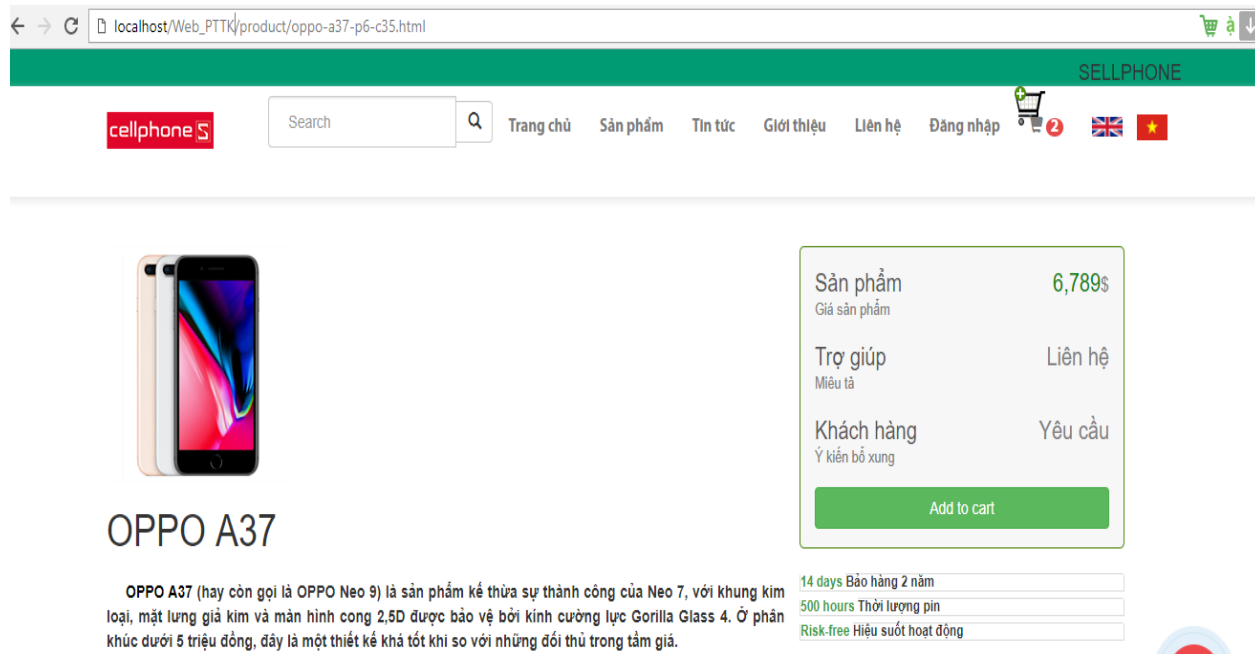 localhost/Web_PTTK/product/oppo-a37-p6-c35.html
SELLPHONE
cellphone S
Search
Trang chủ Sản phẩm Tin tức Giới thiệu Liên hệ Đăng nhập 2
Sản phẩm 6,789$
Giá sản phẩm
Trợ giúp Liên hệ
Miêu tả
Khách hàng Yêu cầu
Ý kiến bổ xung
Add to cart
OPPO A37
OPPO A37 (hay còn gọi là OPPO Neo 9) là sản phẩm kế thừa sự thành công của Neo 7, với khung kim
loại, mặt lưng giả kim và màn hình cong 2,5D được bảo vệ bởi kính cường lực Gorilla Glass 4. Ở phân
khúc dưới 5 triệu đồng, đây là một thiết kế khá tốt khi so với những đối thủ trong tầm giá.
14 days Bảo hàng 2 năm
500 hours Thời lượng pin
Risk-free Hiệu suốt hoạt động